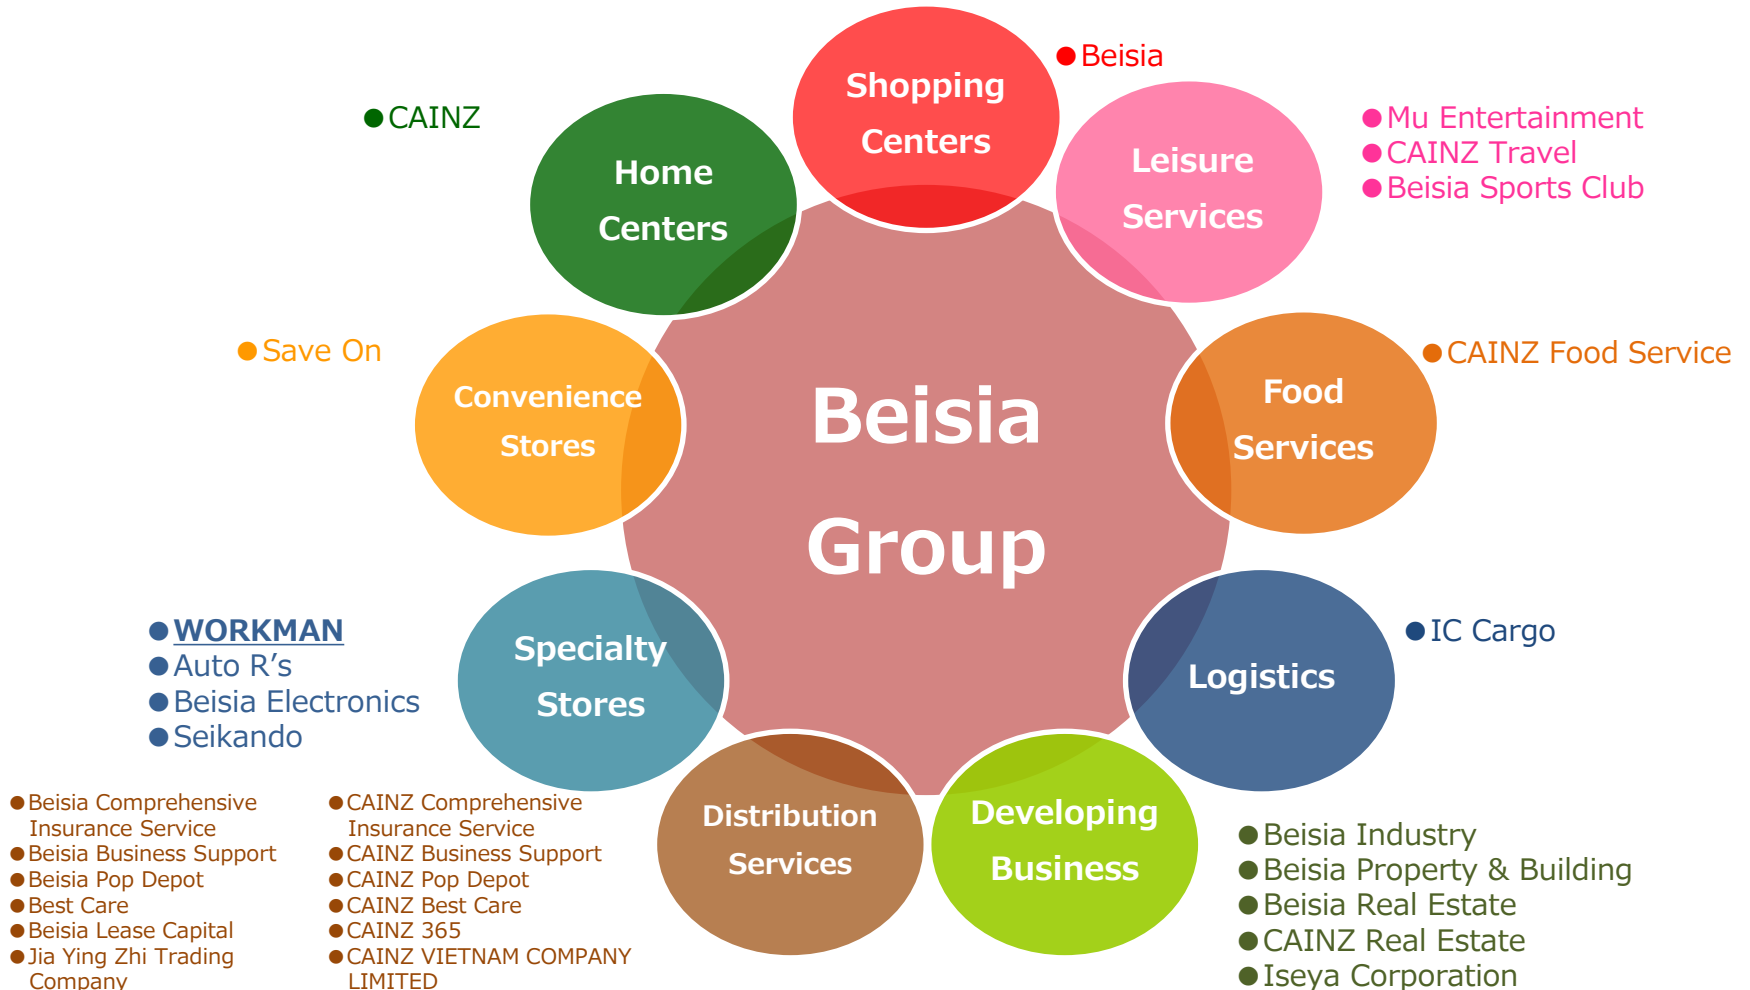 Beisia
Group
Shopping
Centers
●Beisia
Leisure
Services
●Mu Entertainment
●CAINZ Travel
●Beisia Sports Club
Food
Services
●CAINZ Food Service
Logistics
●IC Cargo
Developing
Business
●Beisia Industry
●Beisia Property & Building
●Beisia Real Estate
●CAINZ Real Estate
●Iseya Corporation
Distribution
Services
●Beisia Comprehensive
Insurance Service
●Beisia Business Support
●Beisia Pop Depot
●Best Care
●Beisia Lease Capital
●Jia Ying Zhi Trading
Company
●CAINZ Comprehensive
Insurance Service
●CAINZ Business Support
●CAINZ Pop Depot
●CAINZ Best Care
●CAINZ 365
●CAINZ VIETNAM COMPANY
LIMITED
Specialty
Stores
●WORKMAN
●Auto R’s
●Beisia Electronics
●Seikando
Convenience
Stores
●Save On
Home
Centers
●CAINZ